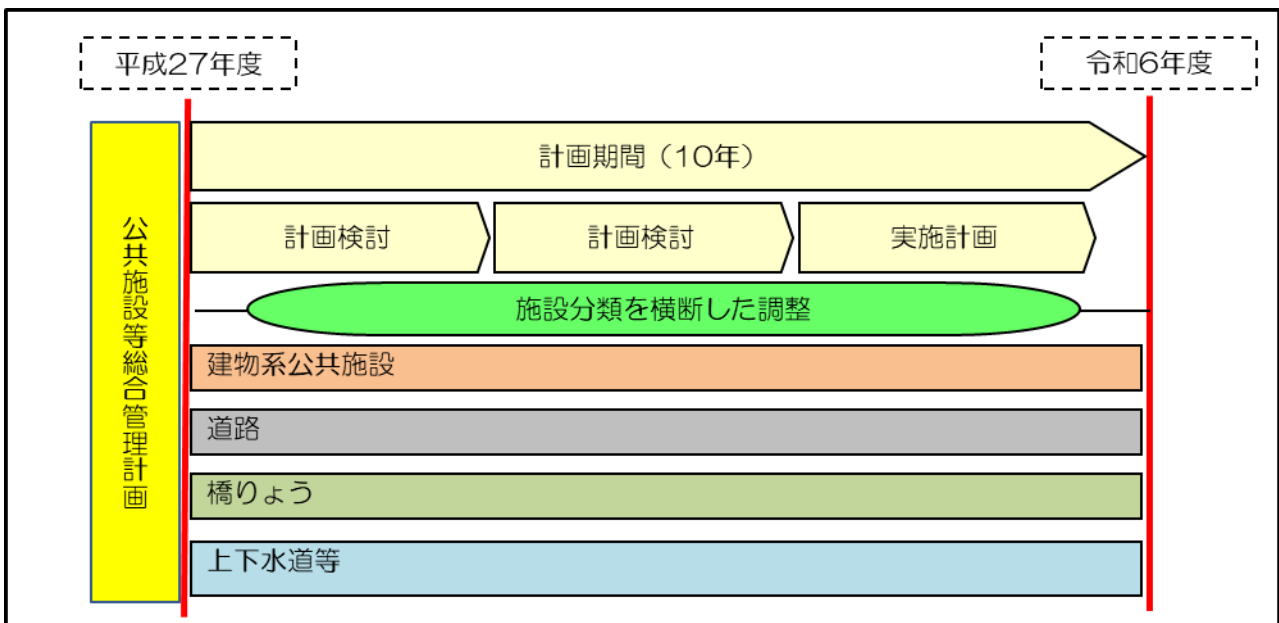 平成27年度
令和6年度
公共施設等総合管理計画
計画期間（10年）
計画検討
計画検討
実施計画
施設分類を横断した調整
建物系公共施設
道路
橋りょう
上下水道等